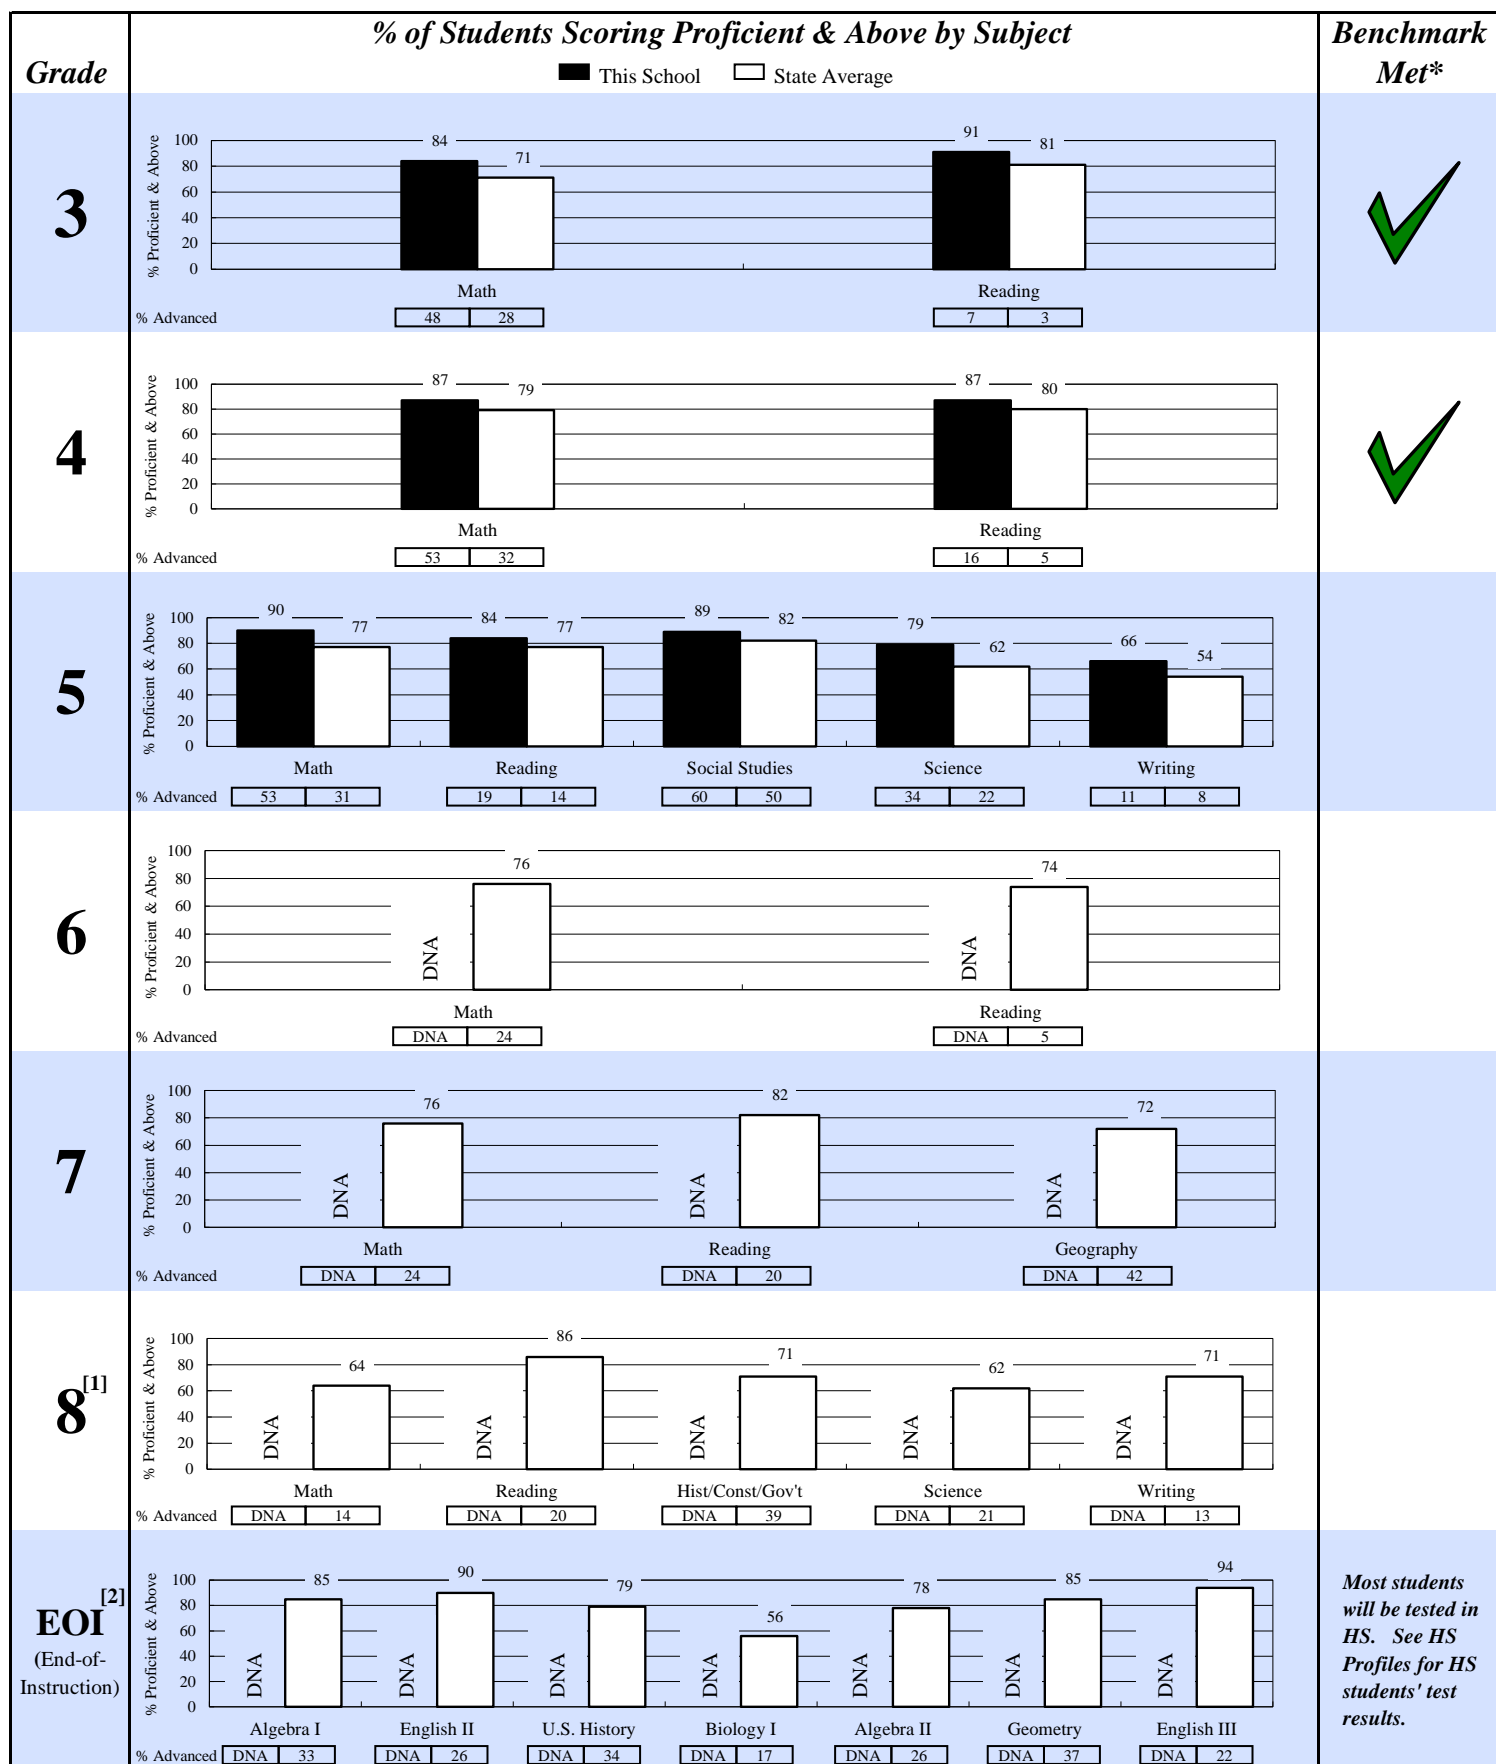 % of Students Scoring Proficient & Above by Subject
Benchmark
Met*
Grade
This School
State Average
3
% Proficient & Above
100
80
60
40
20
0
84
71
91
81
Math
Reading
% Advanced
48
28
7
3
4
% Proficient & Above
100
80
60
40
20
0
87
79
87
80
Math
Reading
% Advanced
53
32
16
5
5
% Proficient & Above
100
80
60
40
20
0
90
77
84
77
89
82
79
62
66
54
Math
Reading
Social Studies
Science
Writing
% Advanced
53
31
19
14
60
50
34
22
11
8
6
% Proficient & Above
100
80
60
40
20
0
DNA
76
DNA
74
Math
Reading
% Advanced
DNA
24
DNA
5
7
% Proficient & Above
100
80
60
40
20
0
DNA
76
DNA
82
DNA
72
Math
Reading
Geography
% Advanced
DNA
24
DNA
20
DNA
42
8[1]
% Proficient & Above
100
80
60
40
20
0
DNA
64
DNA
86
DNA
71
DNA
62
DNA
71
Math
Reading
Hist/Const/Gov't
Science
Writing
% Advanced
DNA
14
DNA
20
DNA
39
DNA
21
DNA
13
EOI[2]
(End-of-
Instruction)
% Proficient & Above
100
80
60
40
20
0
DNA
85
DNA
90
DNA
79
DNA
56
DNA
78
DNA
85
DNA
94
Algebra I
English II
U.S. History
Biology I
Algebra II
Geometry
English III
% Advanced
DNA
33
DNA
26
DNA
34
DNA
17
DNA
26
DNA
37
DNA
22
Most students
will be tested in
HS. See HS
Profiles for HS
students' test
results.